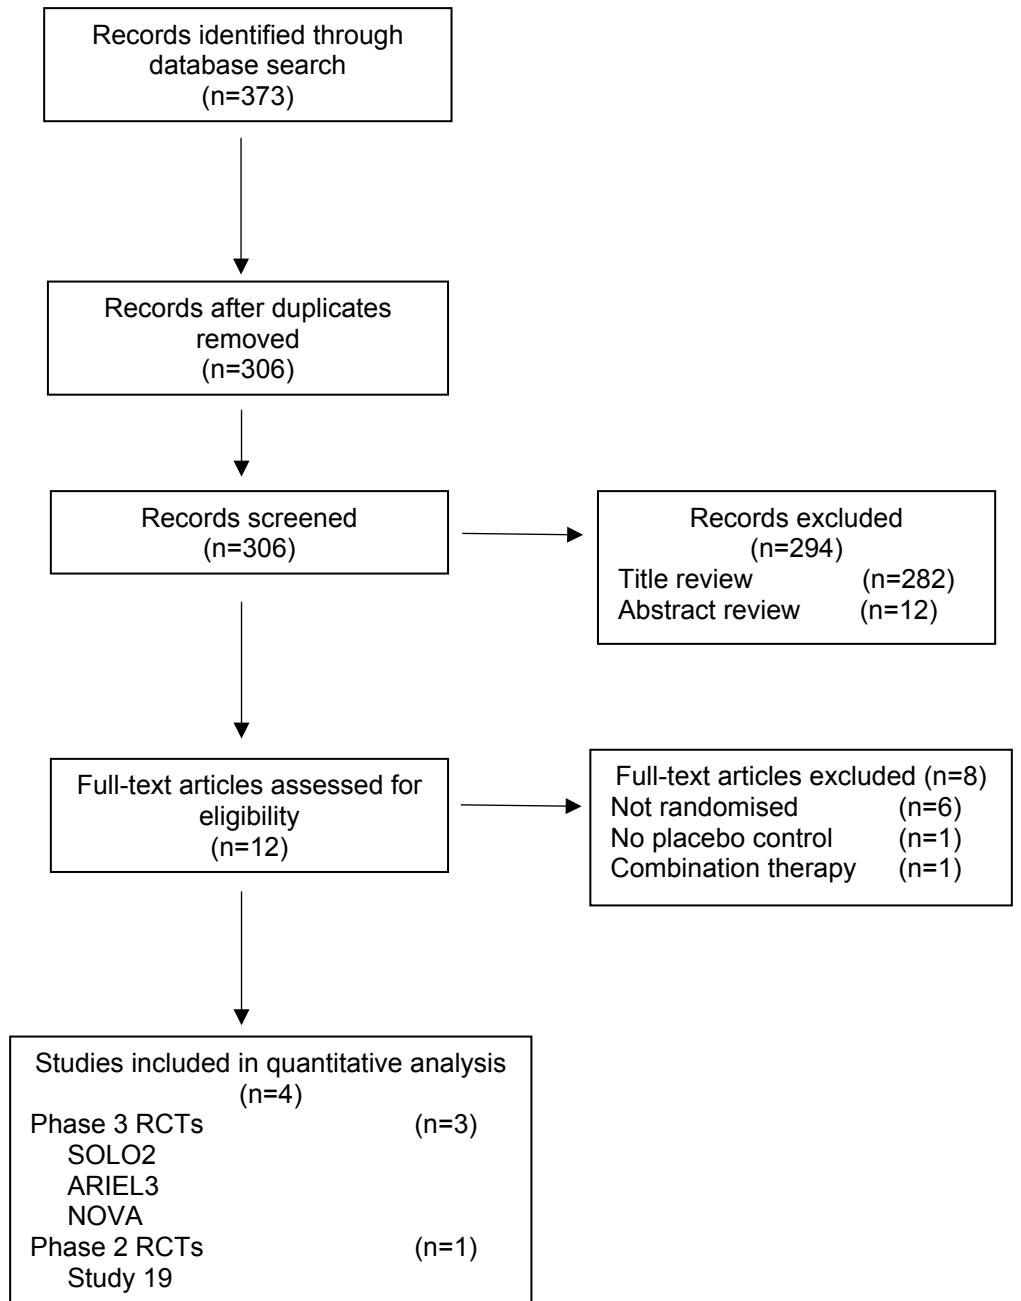 Records identified through
database search
(n=373)
Records after duplicates
removed
(n=306)
Records screened
(n=306)
Records excluded
(n=294)
Title review (n=282)
Abstract review (n=12)
Full-text articles assessed for
eligibility
(n=12)
Full-text articles excluded (n=8)
Not randomised (n=6)
No placebo control (n=1)
Combination therapy (n=1)
Studies included in quantitative analysis
(n=4)
Phase 3 RCTs (n=3)
SOLO2
ARIEL3
NOVA
Phase 2 RCTs (n=1)
Study 19